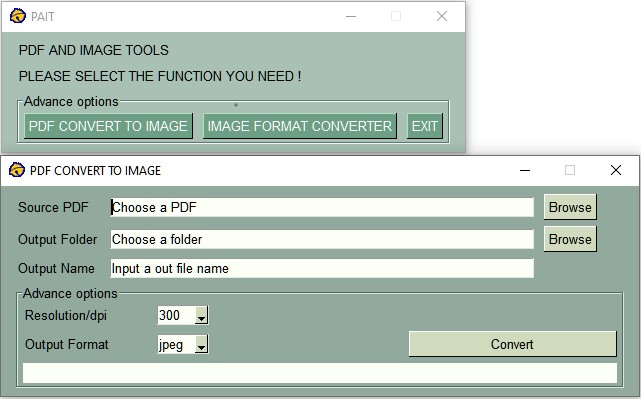 PAIT
PDF AND IMAGE TOOLS
PLEASE SELECT THE FUNCTION YOU NEED !
Advance options
PDF CONVERT TO IMAGE IMAGE FORMAT CONVERTER EXIT
PDF CONVERT TO IMAGE
Source PDF Choose a PDF Browse
Output Folder Choose a folder Browse
Output Name Input a out file name
Advance options
Resolution/dpi 300
Output Format jpeg Convert